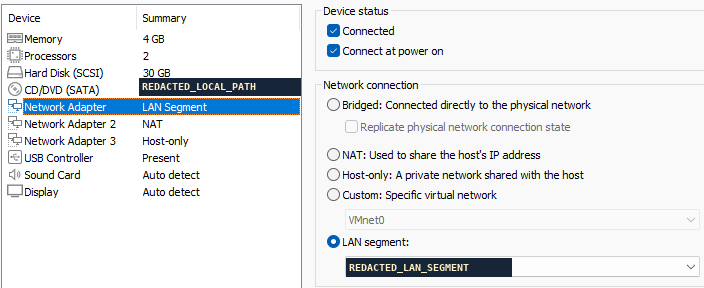 Device Summary
Memory 4 GB
Processors 2
Hard Disk (SCSI) 30 GB
CD/DVD (SATA) REDACTED_LOCAL_PATH
Network Adapter LAN Segment
Network Adapter 2 NAT
Network Adapter 3 Host-only
USB Controller Present
Sound Card Auto detect
Display Auto detect
Device status
Connected
Connect at power on
Network connection
Bridged: Connected directly to the physical network
Replicate physical network connection state
NAT: Used to share the host's IP address
Host-only: A private network shared with the host
Custom: Specific virtual network
VMnet0
LAN segment:
REDACTED_LAN_SEGMENT